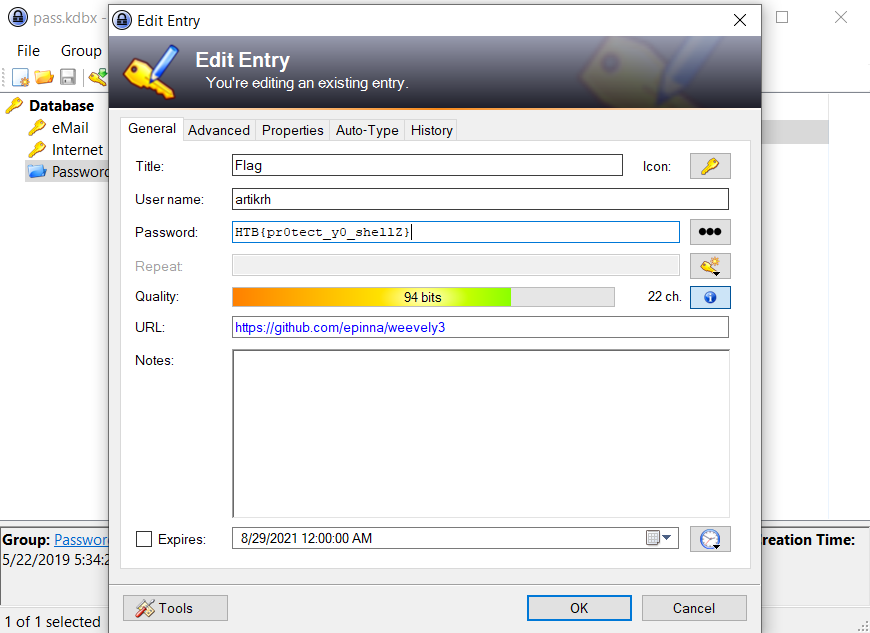 pass.kdbx -
Edit Entry
File Group
Edit Entry
You're editing an existing entry.
Database
eMail
Internet
Password
General Advanced Properties Auto-Type History
Title: Flag Icon:
User name: artikrh
Password: HTB{pr0tect_y0_shellZ}
Repeat:
Quality: 94 bits 22 ch.
URL: https://github.com/epinna/weevely3
Notes:
Expires: 8/29/2021 12:00:00 AM
Group: Password
reation Time:
5/22/2019 5:34:2
Tools OK Cancel
1 of 1 selected